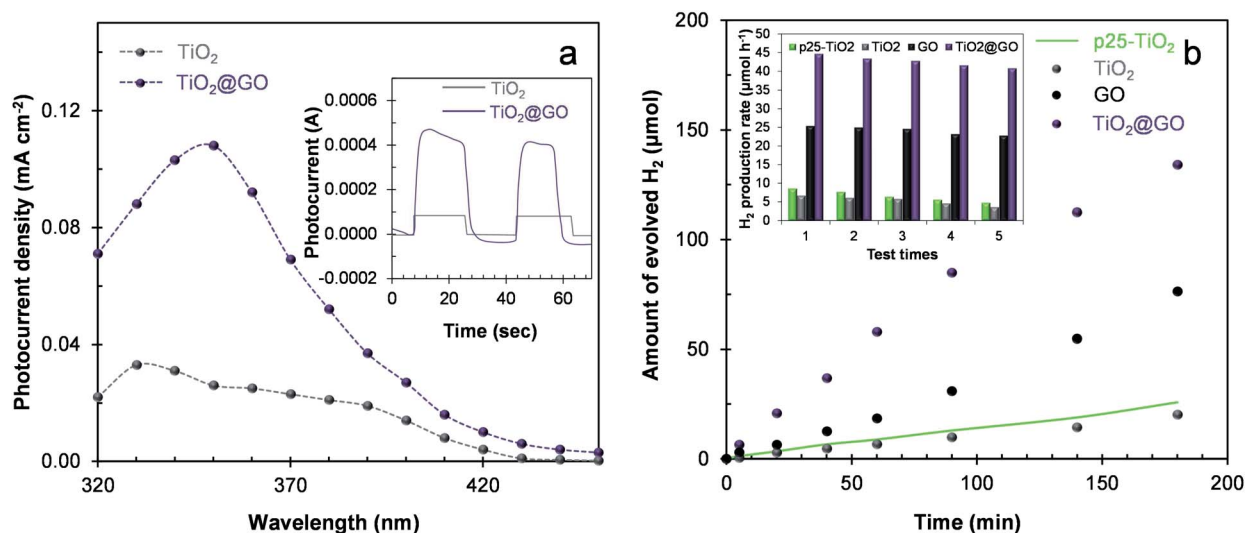 a
TiO₂
TiO₂@GO
Photocurrent density (mA cm⁻²)
0.12
0.08
0.04
0.00
320
370
420
Wavelength (nm)
TiO₂
TiO₂@GO
Photocurrent (A)
0.0006
0.0004
0.0002
0.0000
-0.0002
0
20
40
60
Time (sec)
b
p25-TiO₂
TiO₂
GO
TiO₂@GO
Amount of evolved H₂ (µmol)
200
150
100
50
0
0
50
100
150
200
Time (min)
p25-TiO2 TiO2 GO TiO2@GO
H₂ production rate (µmol h⁻¹)
50
45
40
35
30
25
20
15
10
5
0
1 2 3 4 5
Test times